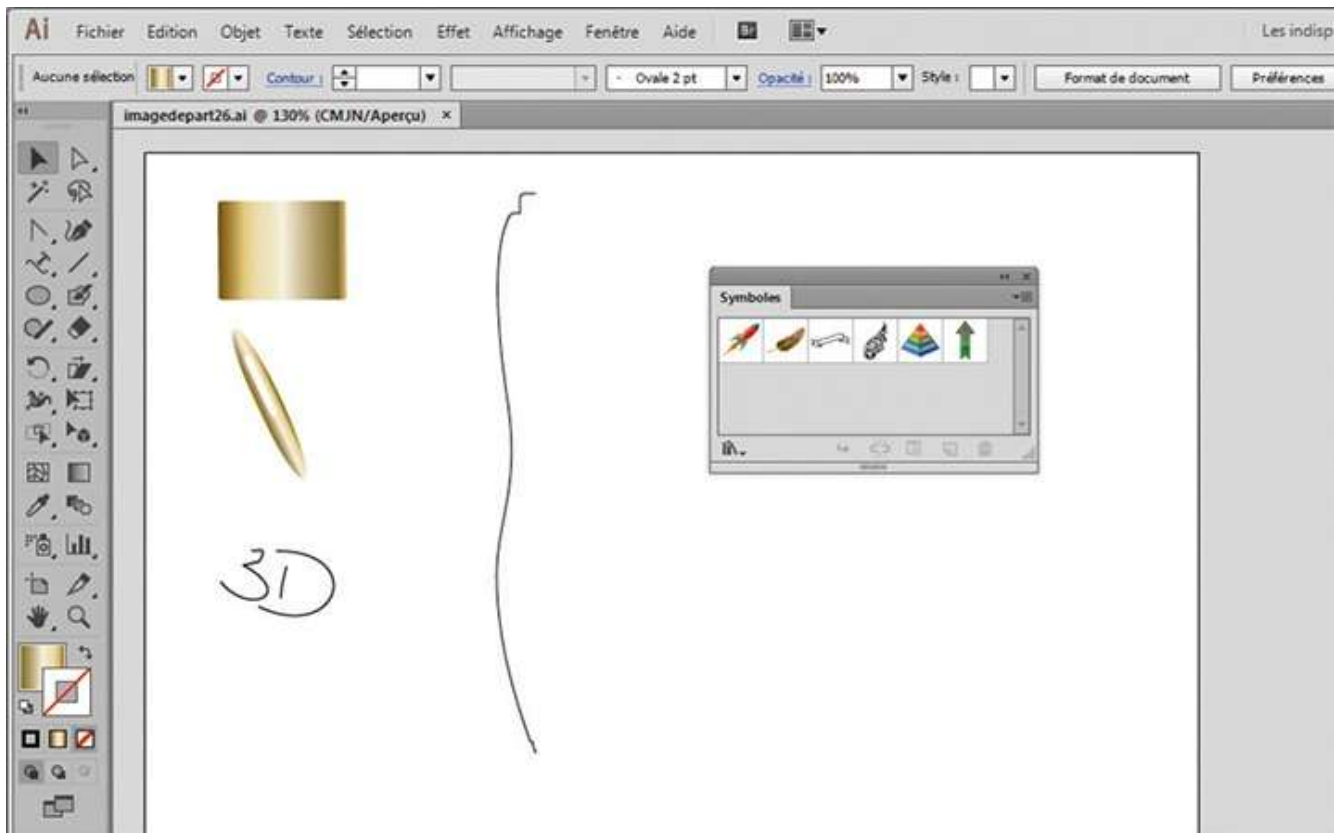 Ai Fichier Edition Objet Texte Sélection Effet Affichage Fenêtre Aide Br Les indisp
Aucune sélection Contour : Ovale 2 pt Opacité : 100% Style : Format de document Préférences
imagedepart26.ai @ 130% (CMJN/Aperçu) ×
Symboles
3D